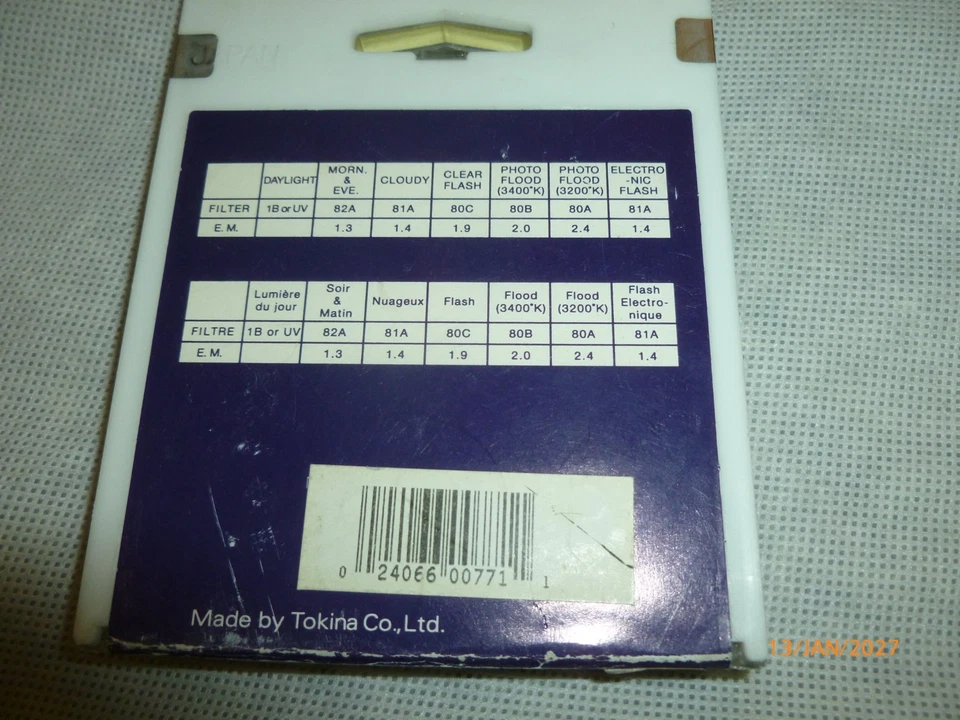 JAPAN
DAYLIGHT MORN. & EVE. CLOUDY CLEAR FLASH PHOTO FLOOD (3400°K) PHOTO FLOOD (3200°K) ELECTRO -NIC FLASH
FILTER 1B or UV 82A 81A 80C 80B 80A 81A
E.M. 1.3 1.4 1.9 2.0 2.4 1.4
Lumière du jour Soir & Matin Nuageux Flash Flood (3400°K) Flood (3200°K) Flash Electro- nique
FILTRE 1B or UV 82A 81A 80C 80B 80A 81A
E.M. 1.3 1.4 1.9 2.0 2.4 1.4
0 24066 00771 1
Made by Tokina Co.,Ltd.
13/JAN/2027